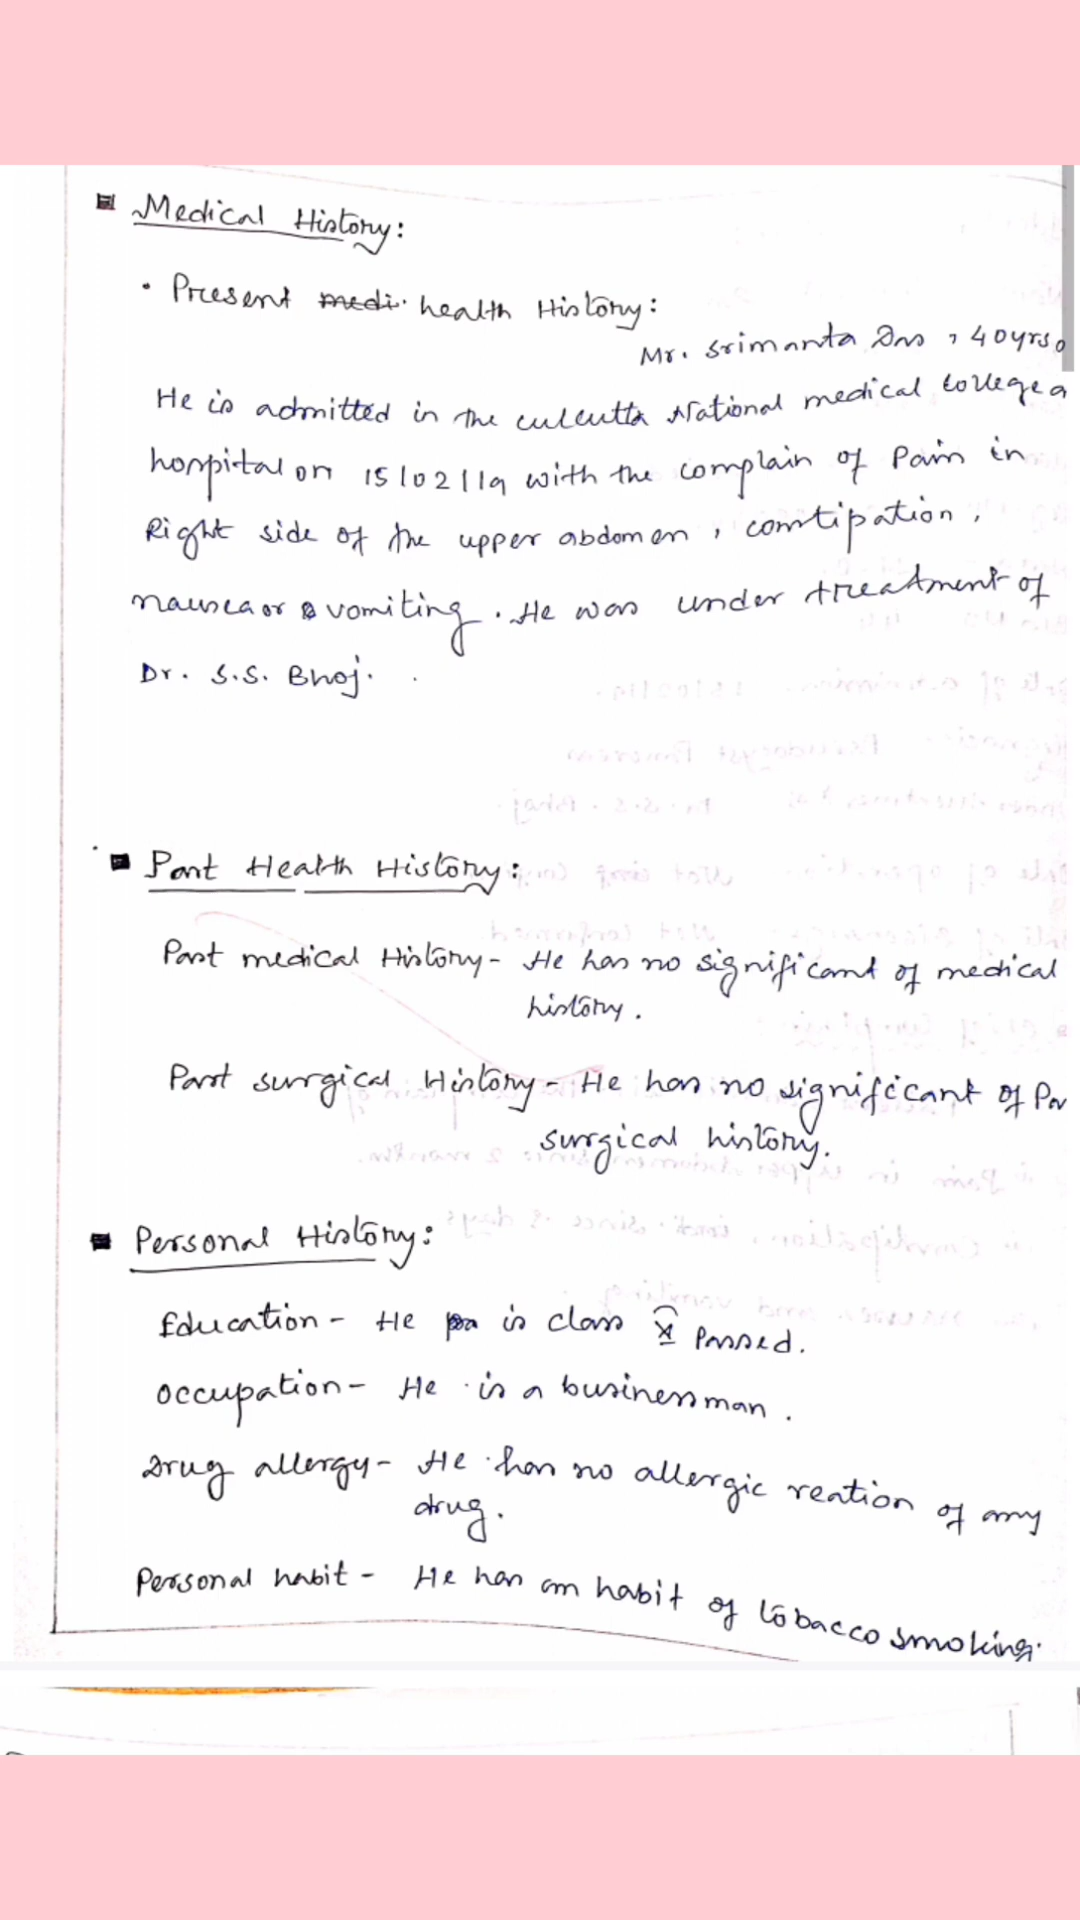 Medical History:
• Present medi. health History:
Mr. Srimanta Das, 40yrs
He is admitted in the culcutta National medical college
hospital on 15/02/19 with the complain of Pain in
Right side of the upper abdomen, constipation,
nausea or vomiting. He was under treatment of
Dr. S.S. Bhoj.
Past Health History:
Past medical History - He has no significant of medical
history.
Past surgical History - He has no significant of
surgical history.
Personal History:
Education - He is class X passed.
Occupation - He is a businessman.
Drug allergy - He has no allergic reation of any
drug.
Personal habit - He has an habit of tobacco smoking.